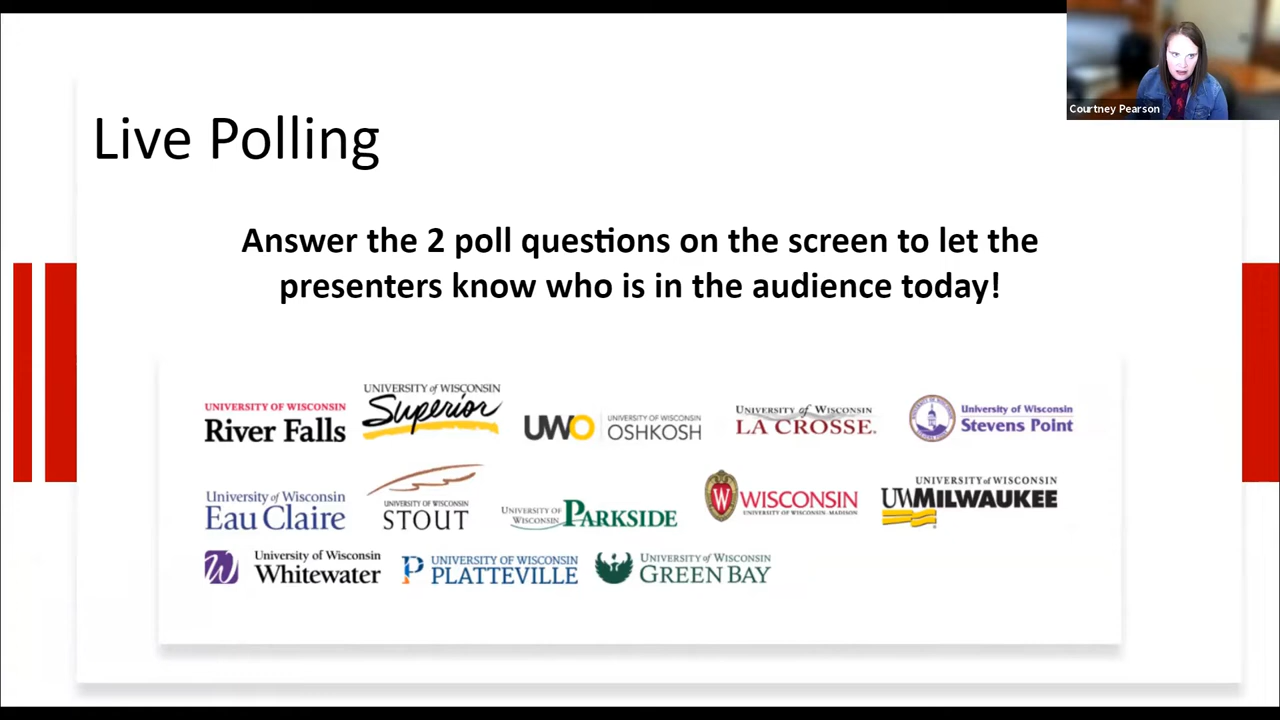 Courtney Pearson
Live Polling
Answer the 2 poll questions on the screen to let the
presenters know who is in the audience today!
UNIVERSITY OF WISCONSIN
River Falls
UNIVERSITY of WISCONSIN
Superior
UWO
UNIVERSITY OF WISCONSIN
OSHKOSH
UNIVERSITY of WISCONSIN
LA CROSSE.
University of Wisconsin
Stevens Point
University of Wisconsin
Eau Claire
UNIVERSITY OF WISCONSIN
STOUT
UNIVERSITY OF
WISCONSIN
PARKSIDE
W
WISCONSIN
UNIVERSITY OF WISCONSIN–MADISON
UNIVERSITY of WISCONSIN
UWMILWAUKEE
W
University of Wisconsin
Whitewater
P
UNIVERSITY OF WISCONSIN
PLATTEVILLE
UNIVERSITY of WISCONSIN
GREEN BAY